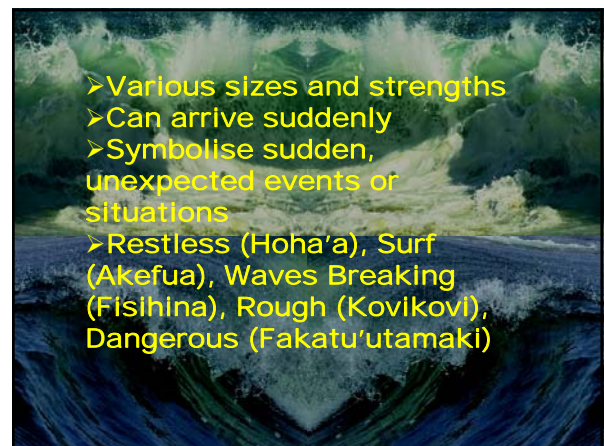 ➢Various sizes and strengths
➢Can arrive suddenly
➢Symbolise sudden,
unexpected events or
situations
➢Restless (Hoha'a), Surf
(Akefua), Waves Breaking
(Fisihina), Rough (Kovikovi),
Dangerous (Fakatu'utamaki)